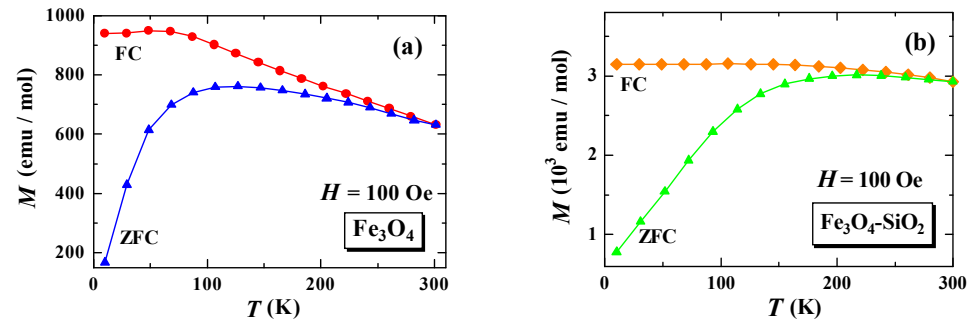 (a)
FC
ZFC
H = 100 Oe
Fe₃O₄
M (emu / mol)
1000
800
600
400
200
0
100
200
300
T (K)
(b)
FC
ZFC
H = 100 Oe
Fe₃O₄-SiO₂
M (10³ emu / mol)
4
3
2
1
0
100
200
300
T (K)